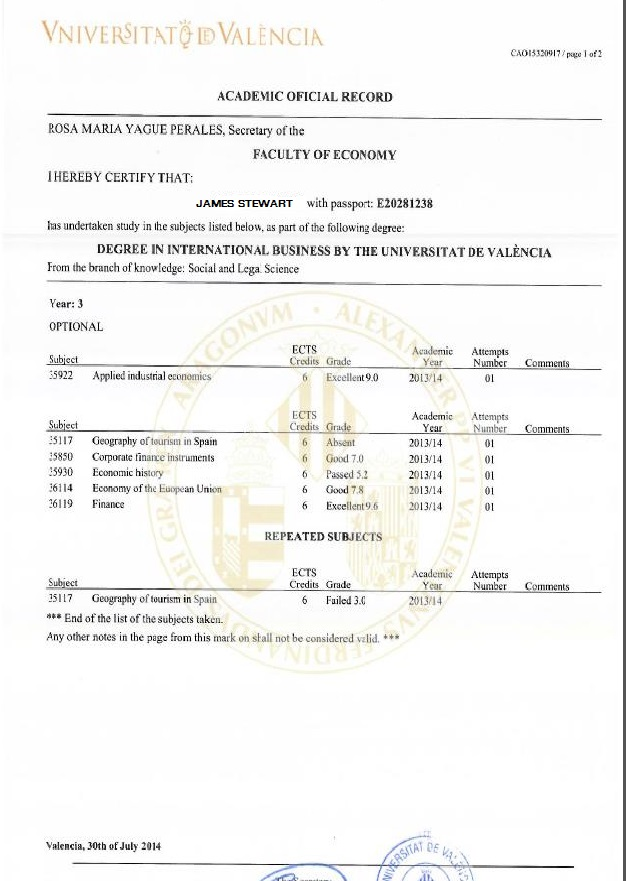 VNIVERSITAT DE VALÈNCIA
CAO15320917 / page 1 of 2
ACADEMIC OFICIAL RECORD
ROSA MARIA YAGUE PERALES, Secretary of the
FACULTY OF ECONOMY
I HEREBY CERTIFY THAT:
JAMES STEWART with passport: E20281238
has undertaken study in the subjects listed below, as part of the following degree:
DEGREE IN INTERNATIONAL BUSINESS BY THE UNIVERSITAT DE VALÈNCIA
From the branch of knowledge: Social and Legal Science
Year: 3
OPTIONAL
Subject ECTS Credits Grade Academic Year Attempts Number Comments
35922 Applied industrial economics 6 Excellent 9.0 2013/14 01
Subject ECTS Credits Grade Academic Year Attempts Number Comments
35117 Geography of tourism in Spain 6 Absent 2013/14 01
35850 Corporate finance instruments 6 Good 7.0 2013/14 01
35930 Economic history 6 Passed 5.2 2013/14 01
36114 Economy of the Euopean Union 6 Good 7.8 2013/14 01
36119 Finance 6 Excellent 9.6 2013/14 01
REPEATED SUBJECTS
Subject ECTS Credits Grade Academic Year Attempts Number Comments
35117 Geography of tourism in Spain 6 Failed 3.0 2013/14
*** End of the list of the subjects taken.
Any other notes in the page from this mark on shall not be considered valid. ***
Valencia, 30th of July 2014
UNIVERSITAT DE